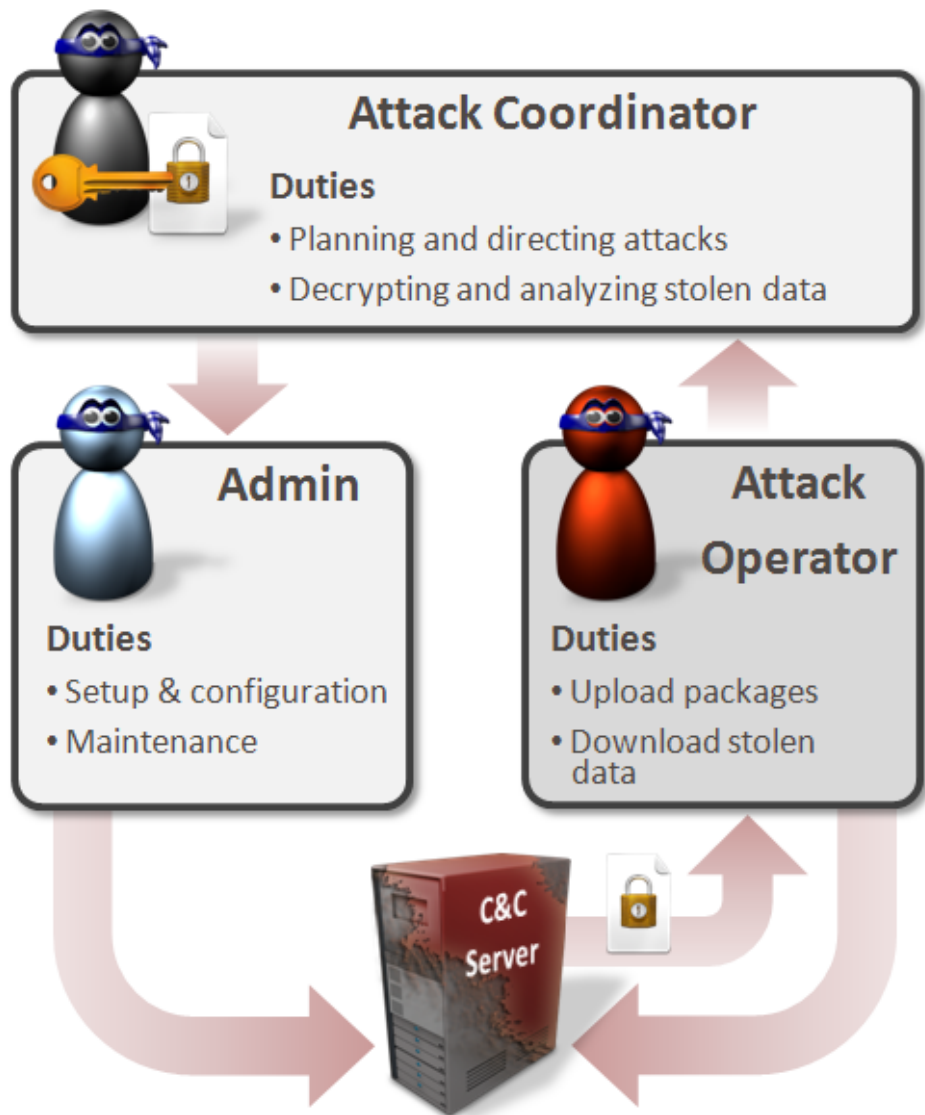 Attack Coordinator
Duties
• Planning and directing attacks
• Decrypting and analyzing stolen data
Admin
Duties
• Setup & configuration
• Maintenance
Attack
Operator
Duties
• Upload packages
• Download stolen
data
C&C
Server